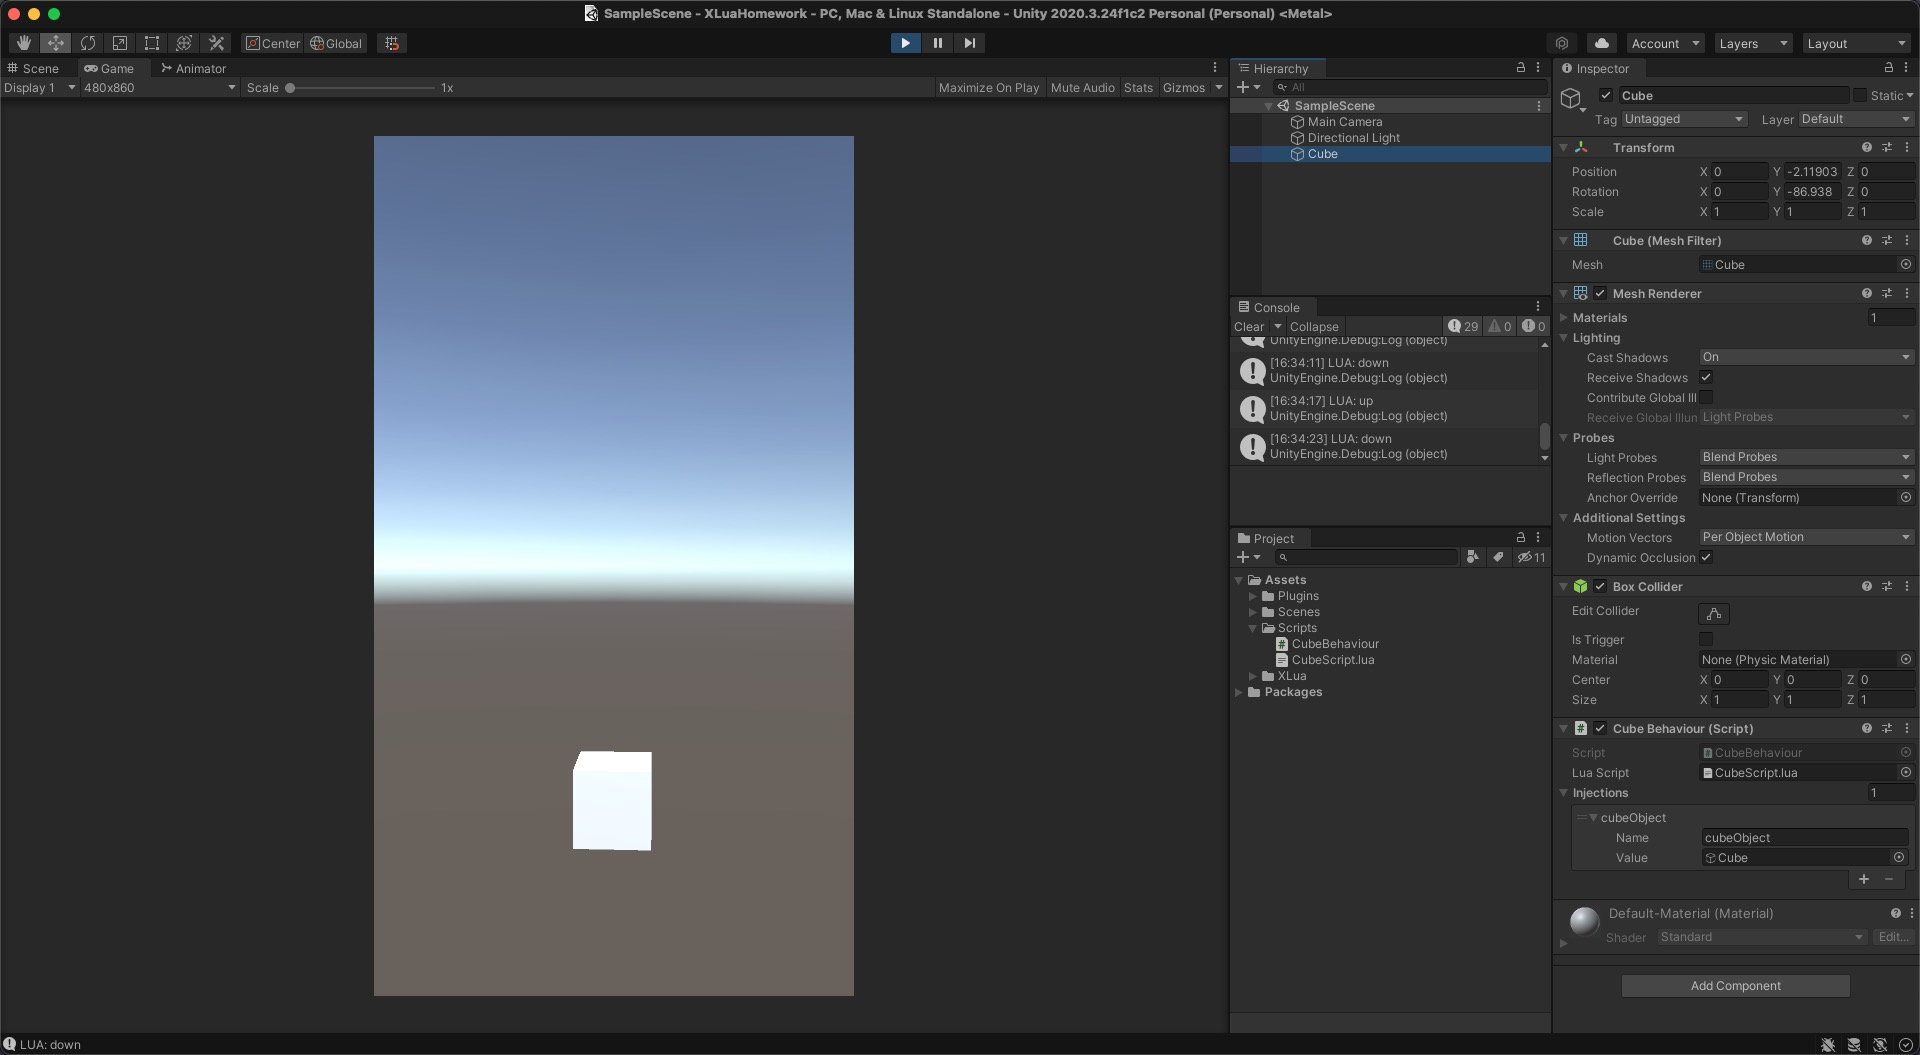 SampleScene - XLuaHomework - PC, Mac & Linux Standalone - Unity 2020.3.24f1c2 Personal (Personal) <Metal>
Center Global Account Layers Layout
Scene Game Animator
Display 1 480x860 Scale 1x Maximize On Play Mute Audio Stats Gizmos
Hierarchy
All
SampleScene
Main Camera
Directional Light
Cube
Console
Clear Collapse 29 0 0
UnityEngine.Debug:Log (object)
[16:34:11] LUA: down
UnityEngine.Debug:Log (object)
[16:34:17] LUA: up
UnityEngine.Debug:Log (object)
[16:34:23] LUA: down
UnityEngine.Debug:Log (object)
Project
11
Assets
Plugins
Scenes
Scripts
CubeBehaviour
CubeScript.lua
XLua
Packages
Inspector
Cube Static
Tag Untagged Layer Default
Transform
Position X 0 Y -2.11903 Z 0
Rotation X 0 Y -86.938 Z 0
Scale X 1 Y 1 Z 1
Cube (Mesh Filter)
Mesh Cube
Mesh Renderer
Materials 1
Lighting
Cast Shadows On
Receive Shadows
Contribute Global Ill
Receive Global Illun Light Probes
Probes
Light Probes Blend Probes
Reflection Probes Blend Probes
Anchor Override None (Transform)
Additional Settings
Motion Vectors Per Object Motion
Dynamic Occlusion
Box Collider
Edit Collider
Is Trigger
Material None (Physic Material)
Center X 0 Y 0 Z 0
Size X 1 Y 1 Z 1
Cube Behaviour (Script)
Script CubeBehaviour
Lua Script CubeScript.lua
Injections 1
cubeObject
Name cubeObject
Value Cube
Default-Material (Material)
Shader Standard Edit...
Add Component
LUA: down